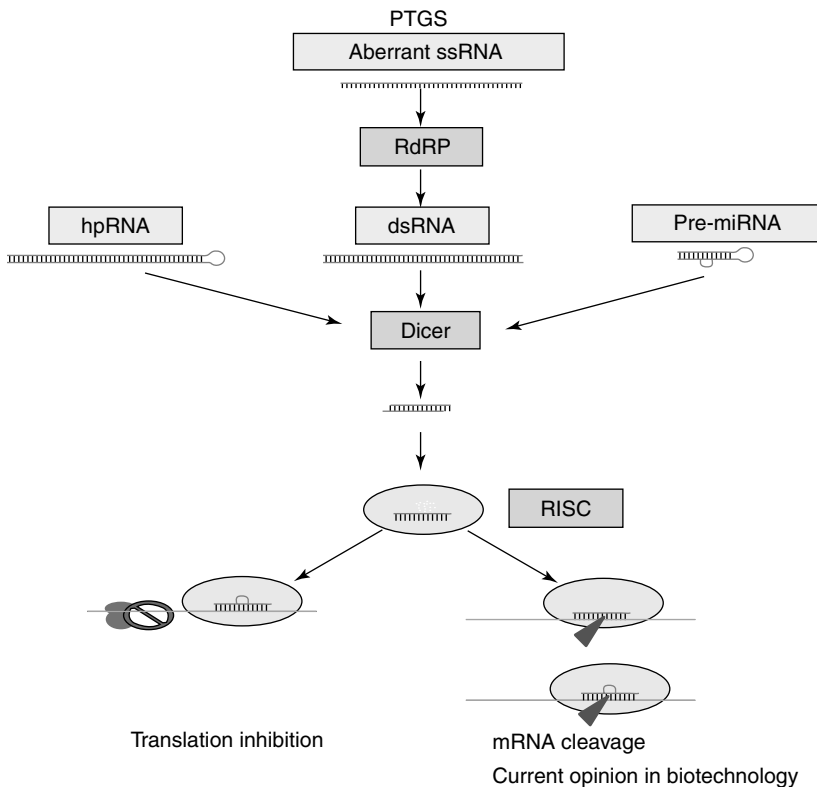 PTGS
Aberrant ssRNA
RdRP
hpRNA
dsRNA
Pre-miRNA
Dicer
RISC
Translation inhibition
mRNA cleavage
Current opinion in biotechnology